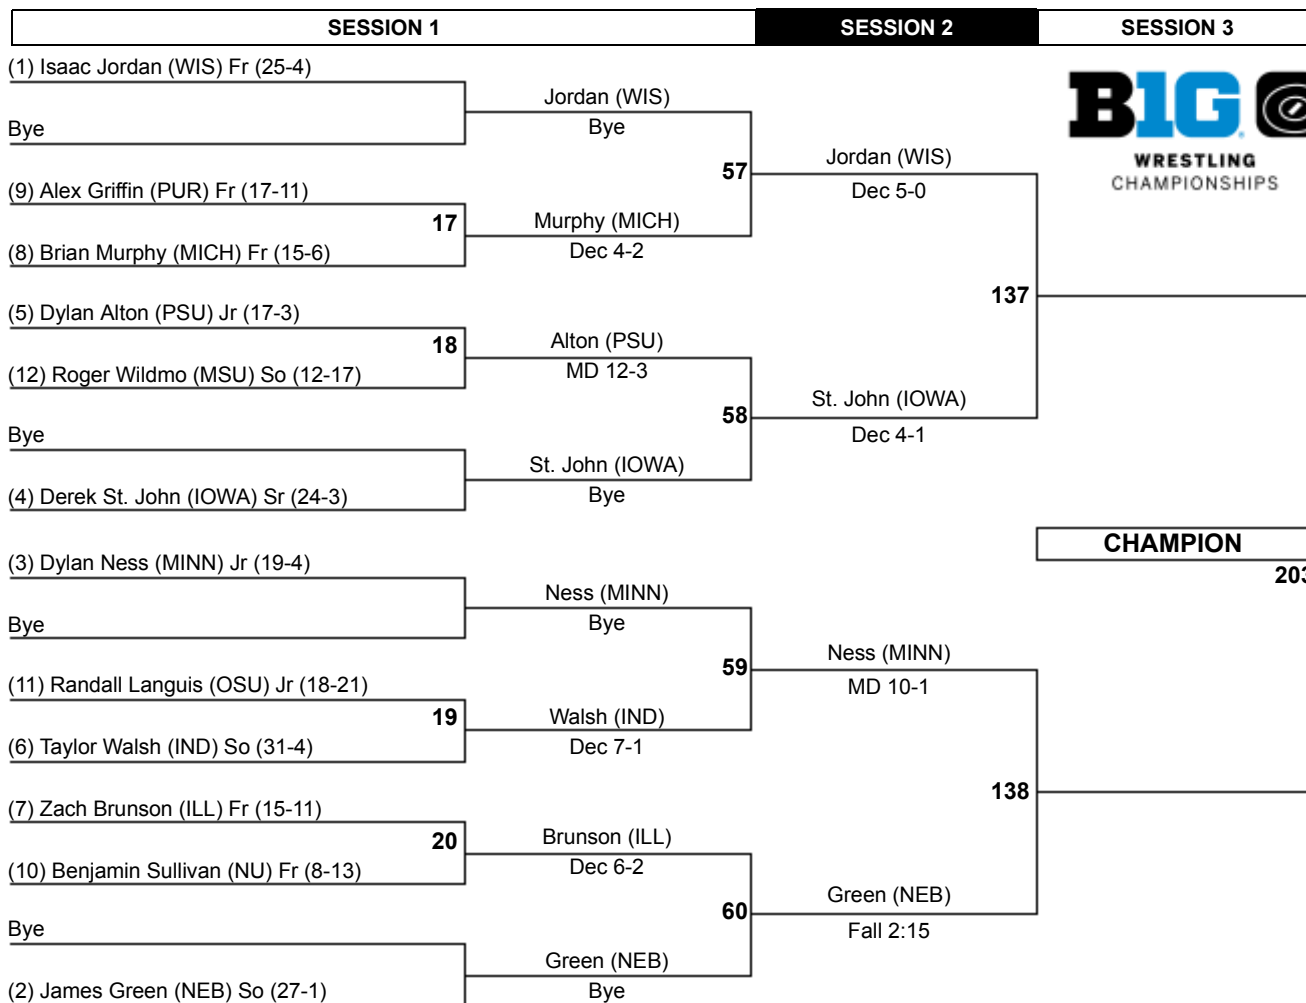 SESSION 1
SESSION 2
SESSION 3
(1) Isaac Jordan (WIS) Fr (25-4)
Jordan (WIS)
Bye
Bye
57
Jordan (WIS)
Dec 5-0
(9) Alex Griffin (PUR) Fr (17-11)
17
Murphy (MICH)
Dec 4-2
(8) Brian Murphy (MICH) Fr (15-6)
B1G
WRESTLING
CHAMPIONSHIPS
137
(5) Dylan Alton (PSU) Jr (17-3)
18
Alton (PSU)
MD 12-3
(12) Roger Wildmo (MSU) So (12-17)
58
St. John (IOWA)
Dec 4-1
Bye
St. John (IOWA)
Bye
(4) Derek St. John (IOWA) Sr (24-3)
CHAMPION
203
(3) Dylan Ness (MINN) Jr (19-4)
Ness (MINN)
Bye
Bye
59
Ness (MINN)
MD 10-1
(11) Randall Languis (OSU) Jr (18-21)
19
Walsh (IND)
Dec 7-1
(6) Taylor Walsh (IND) So (31-4)
138
(7) Zach Brunson (ILL) Fr (15-11)
20
Brunson (ILL)
Dec 6-2
(10) Benjamin Sullivan (NU) Fr (8-13)
60
Green (NEB)
Fall 2:15
Bye
Green (NEB)
Bye
(2) James Green (NEB) So (27-1)